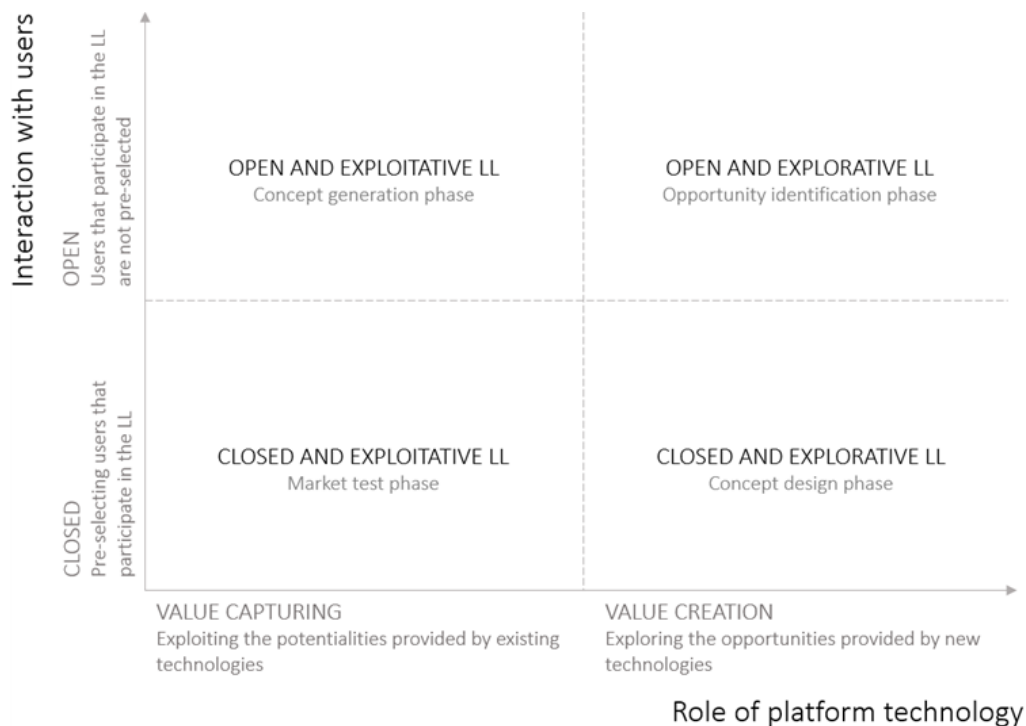 Interaction with users
OPEN
Users that participate in the LL
are not pre-selected
OPEN AND EXPLOITATIVE LL
Concept generation phase
OPEN AND EXPLORATIVE LL
Opportunity identification phase
CLOSED
Pre-selecting users that
participate in the LL
CLOSED AND EXPLOITATIVE LL
Market test phase
CLOSED AND EXPLORATIVE LL
Concept design phase
VALUE CAPTURING
Exploiting the potentialities provided by existing
technologies
VALUE CREATION
Exploring the opportunities provided by new
technologies
Role of platform technology